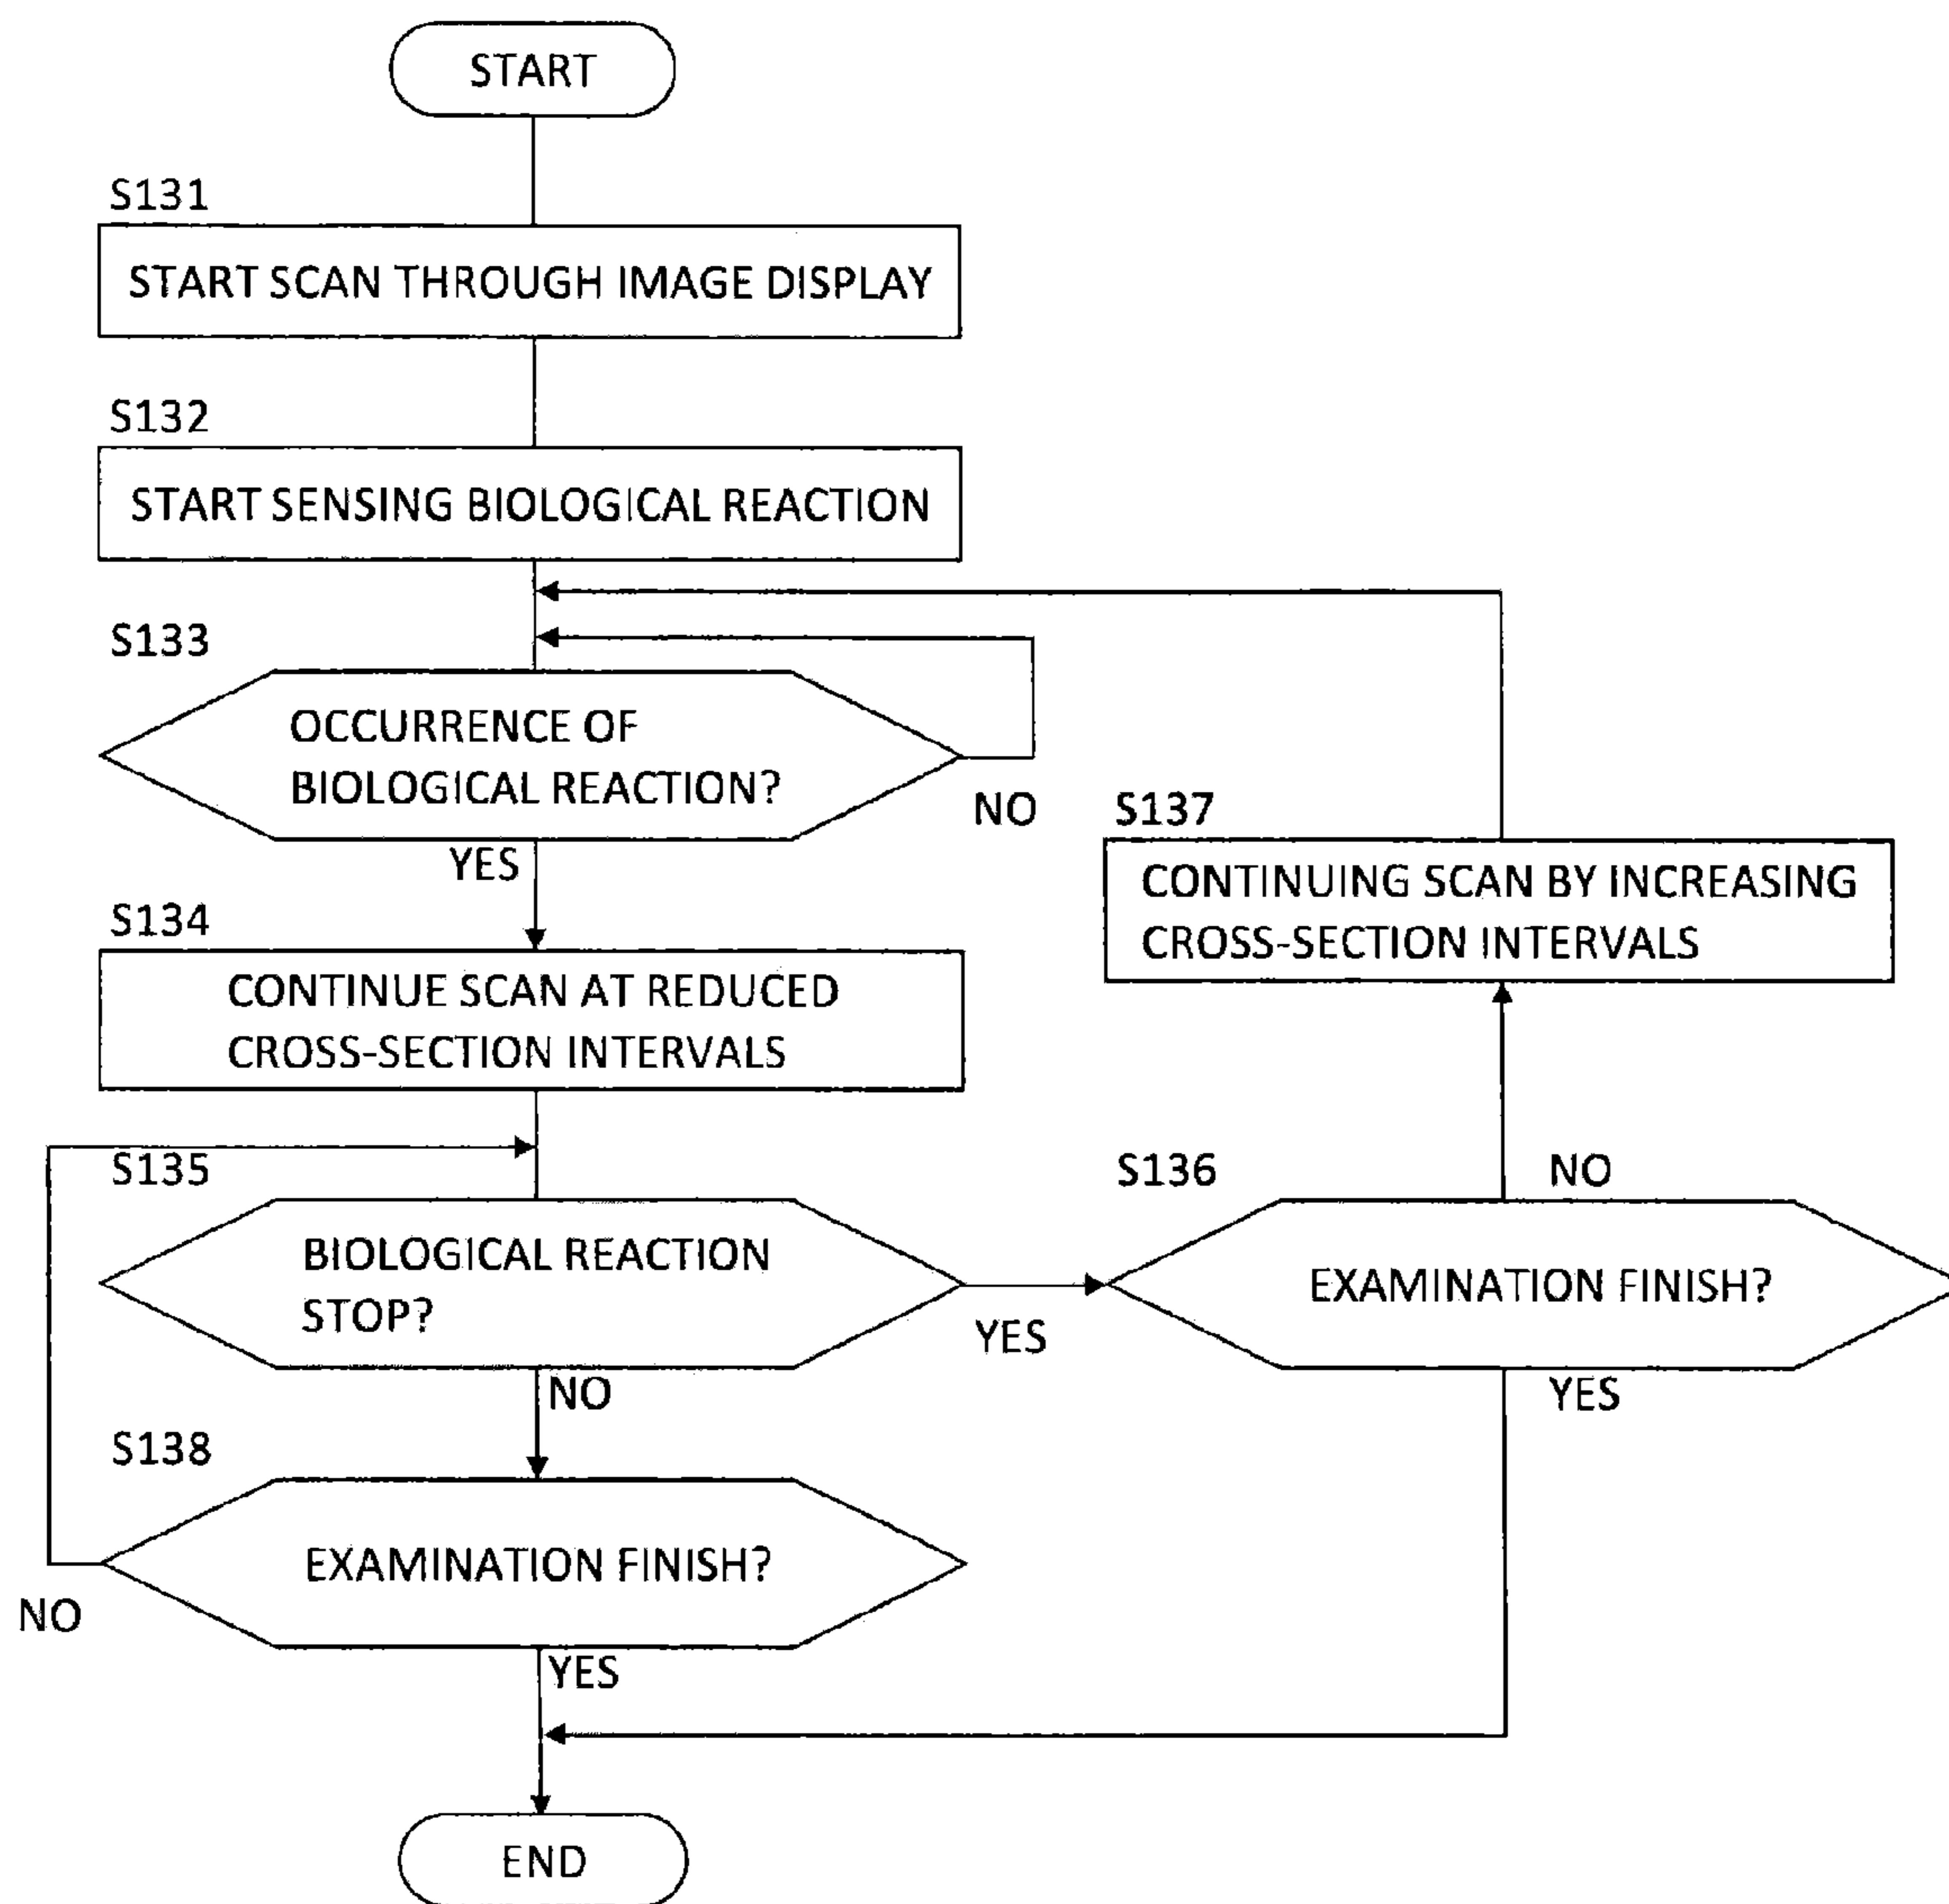 START
S131
START SCAN THROUGH IMAGE DISPLAY
S132
START SENSING BIOLOGICAL REACTION
S133
OCCURRENCE OF
BIOLOGICAL REACTION?
NO
YES
S134
CONTINUE SCAN AT REDUCED
CROSS-SECTION INTERVALS
S135
BIOLOGICAL REACTION
STOP?
YES
NO
S136
EXAMINATION FINISH?
NO
YES
S137
CONTINUING SCAN BY INCREASING
CROSS-SECTION INTERVALS
S138
EXAMINATION FINISH?
NO
YES
END